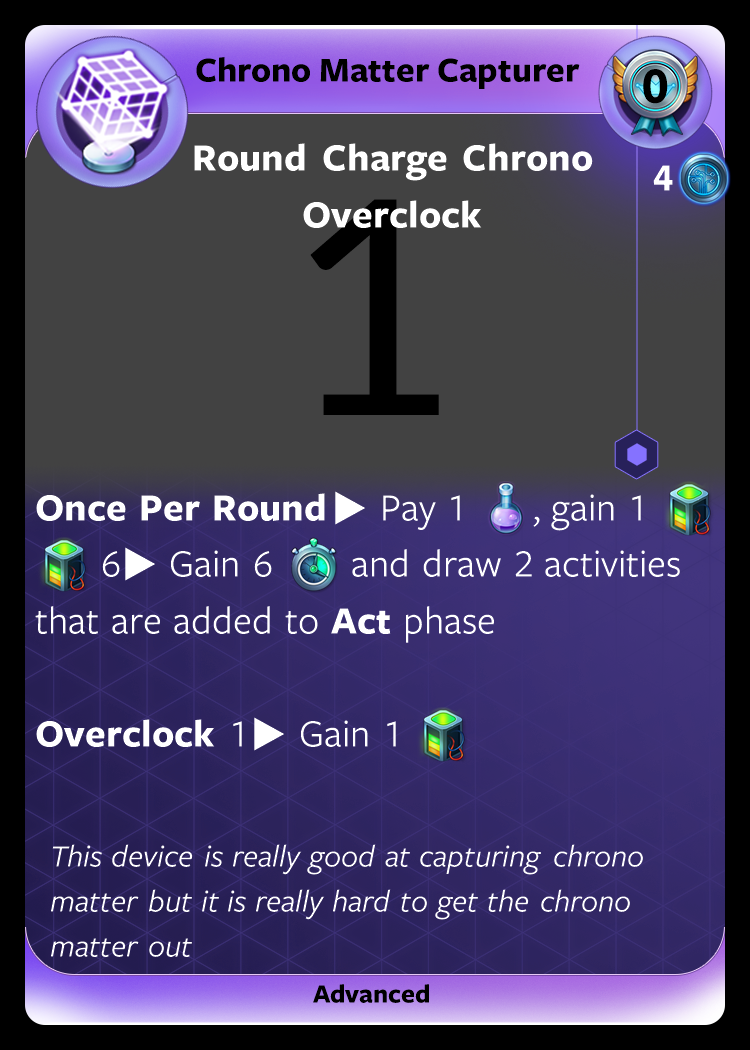 Chrono Matter Capturer
0
Round Charge Chrono
Overclock
4
1
Once Per Round▶ Pay 1 , gain 1
6▶ Gain 6 and draw 2 activities
that are added to Act phase
Overclock 1▶ Gain 1
This device is really good at capturing chrono
matter but it is really hard to get the chrono
matter out
Advanced